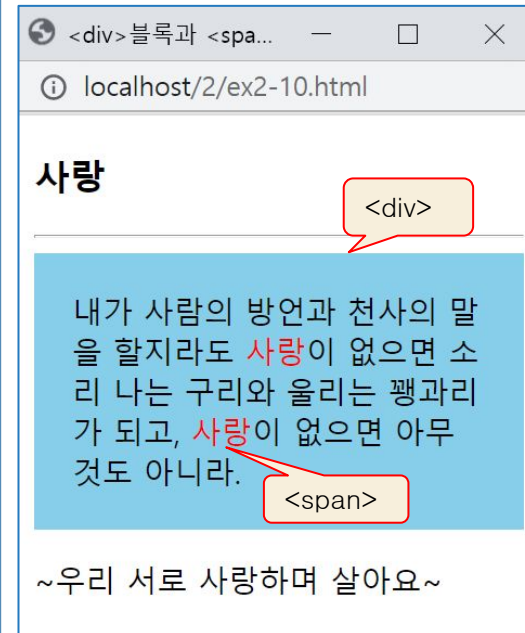 <div>블록과 <spa...
localhost/2/ex2-10.html
사랑
<div>
내가 사람의 방언과 천사의 말
을 할지라도 사랑이 없으면 소
리 나는 구리와 울리는 꽹과리
가 되고, 사랑이 없으면 아무
것도 아니라.
<span>
~우리 서로 사랑하며 살아요~